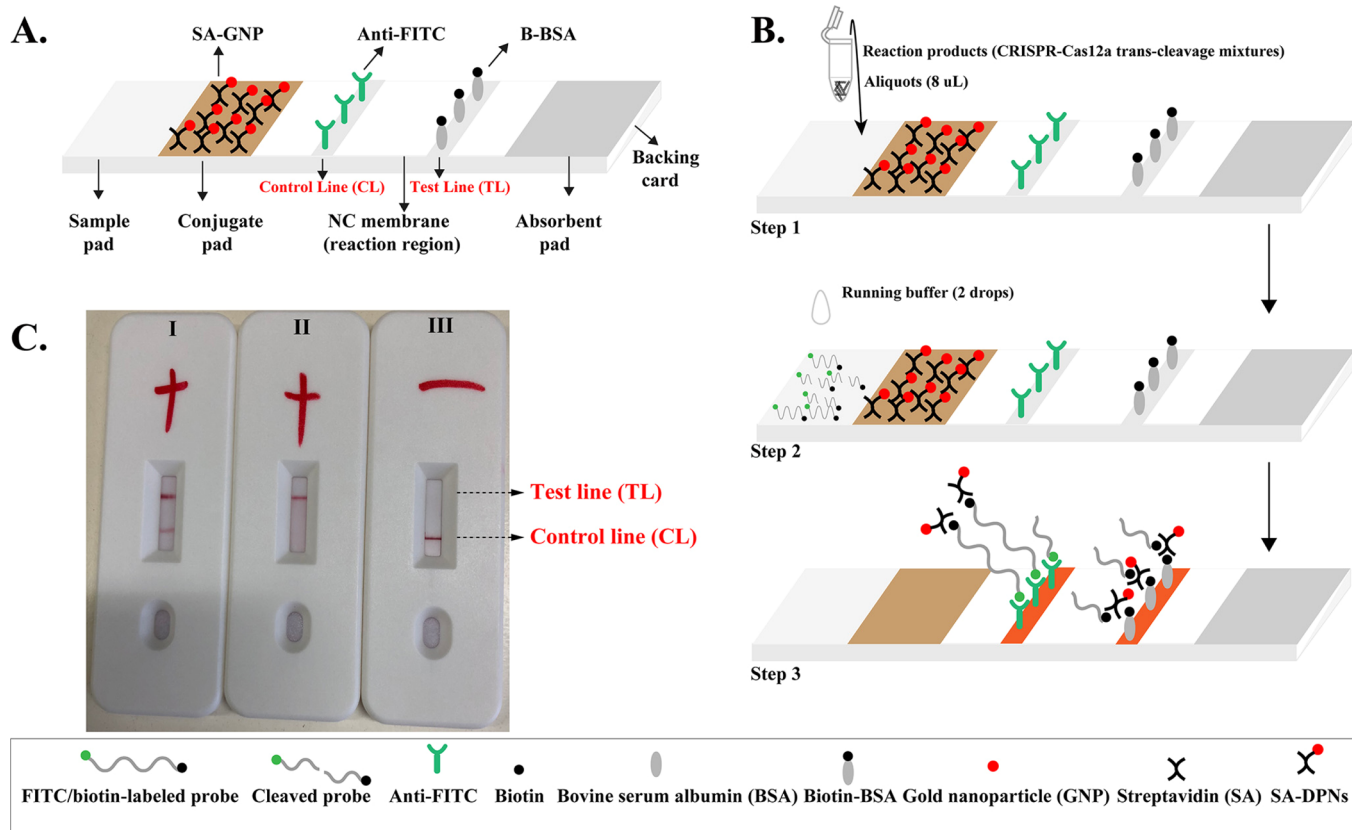 A.
SA-GNP
Anti-FITC
B-BSA
Control Line (CL)
Test Line (TL)
Backing
card
Sample
pad
Conjugate
pad
NC membrane
(reaction region)
Absorbent
pad
B.
Reaction products (CRISPR-Cas12a trans-cleavage mixtures)
Aliquots (8 uL)
Step 1
Running buffer (2 drops)
Step 2
Step 3
C.
I
II
III
+
+
−
Test line (TL)
Control line (CL)
FITC/biotin-labeled probe
Cleaved probe
Anti-FITC
Biotin
Bovine serum albumin (BSA)
Biotin-BSA
Gold nanoparticle (GNP)
Streptavidin (SA)
SA-DPNs